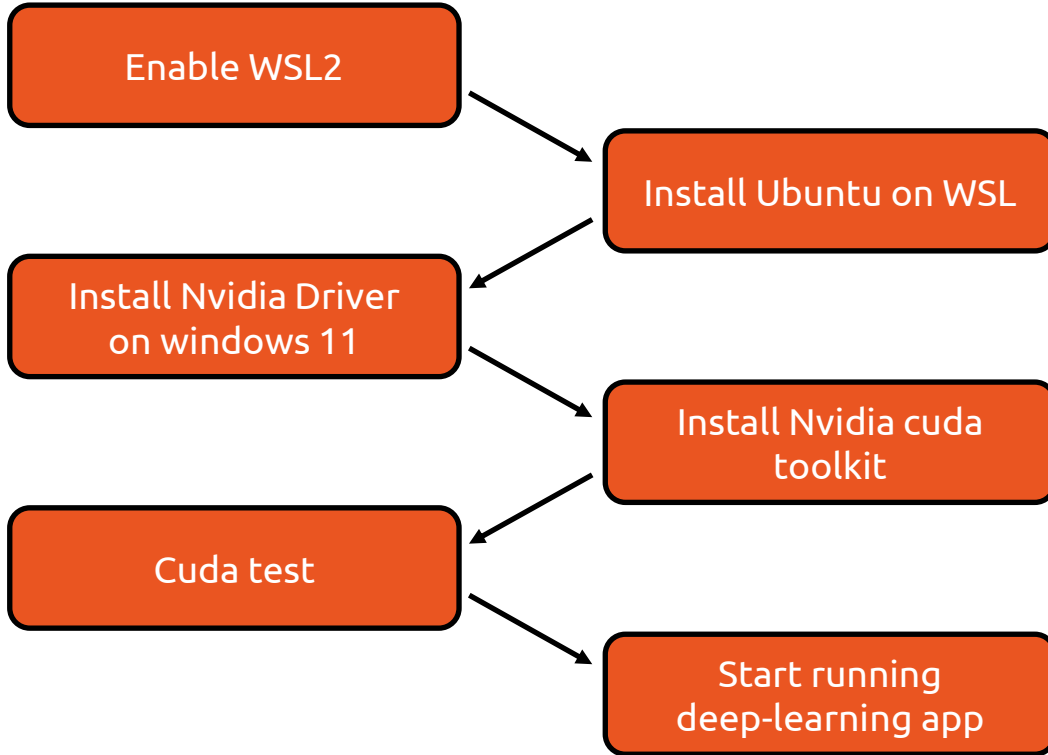 Enable WSL2
Install Ubuntu on WSL
Install Nvidia Driver
on windows 11
Install Nvidia cuda
toolkit
Cuda test
Start running
deep-learning app